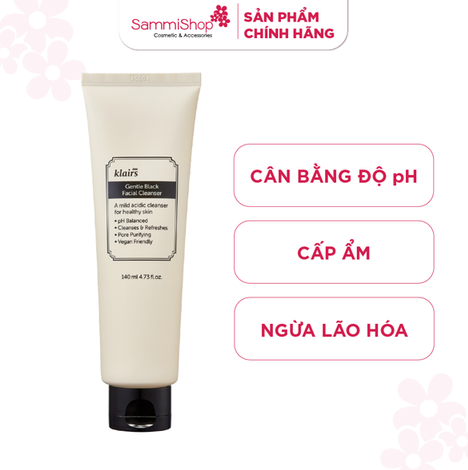 SammiShop
Cosmetic & Accessories
SẢN PHẨM
CHÍNH HÃNG
klairs
Gentle Black
Facial Cleanser
A mild acidic cleanser
for healthy skin
• pH Balanced
• Cleanses & Refreshes
• Pore Purifying
• Vegan Friendly
140 ml 4.73 fl.oz.
CÂN BẰNG ĐỘ pH
CẤP ẨM
NGỪA LÃO HÓA